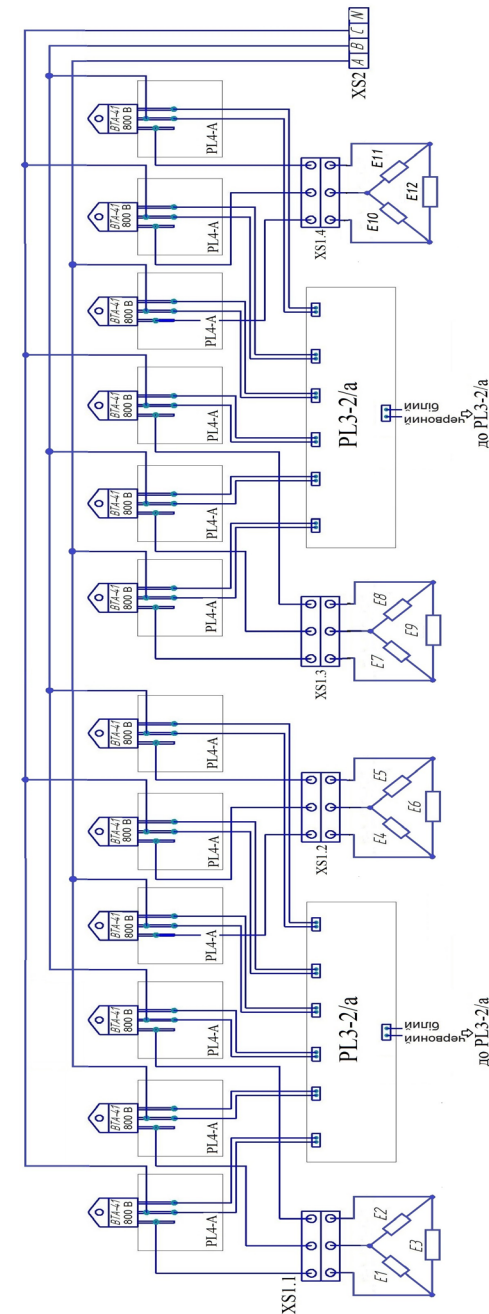 BTA-41
800 В
BTA-41
800 В
BTA-41
800 В
BTA-41
800 В
BTA-41
800 В
BTA-41
800 В
BTA-41
800 В
BTA-41
800 В
BTA-41
800 В
BTA-41
800 В
BTA-41
800 В
BTA-41
800 В
PL4-A
PL4-A
PL4-A
PL4-A
PL4-A
PL4-A
PL4-A
PL4-A
PL4-A
PL4-A
PL4-A
PL4-A
XS1.1
E1
E2
E3
PL3-2/a
червоний
білий
до PL3-2/a
XS1.2
E4
E5
E6
XS1.3
E7
E8
E9
PL3-2/a
червоний
білий
до PL3-2/a
XS1.4
E10
E11
E12
XS2
A
B
C
N